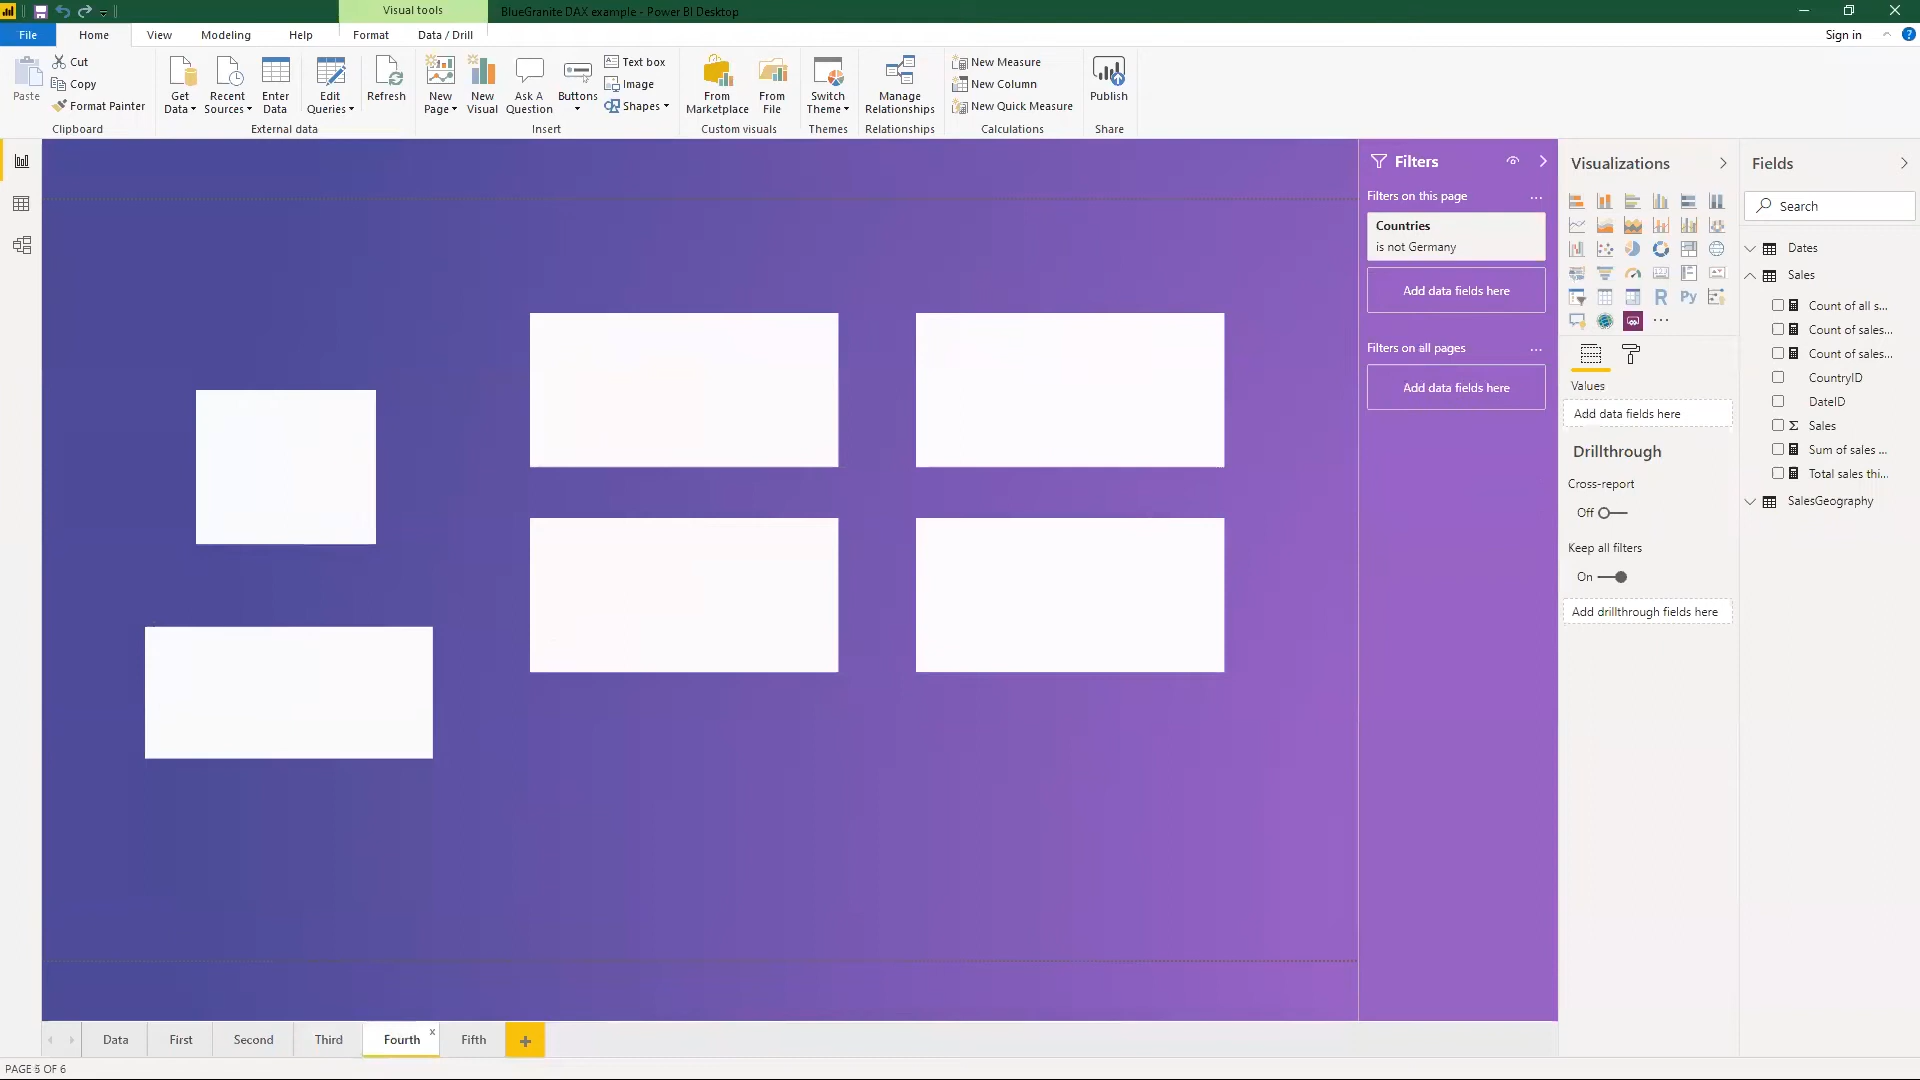 Visual tools
BlueGranite DAX example - Power BI Desktop
File
Home
View
Modeling
Help
Format
Data / Drill
Sign in
Paste
Cut
Copy
Format Painter
Clipboard
Get Data
Recent Sources
Enter Data
Edit Queries
Refresh
External data
New Page
New Visual
Ask A Question
Buttons
Text box
Image
Shapes
Insert
From Marketplace
From File
Custom visuals
Switch Theme
Themes
Manage Relationships
Relationships
New Measure
New Column
New Quick Measure
Calculations
Publish
Share
Filters
Filters on this page
...
Countries
is not Germany
Add data fields here
Filters on all pages
...
Add data fields here
Visualizations
R
Py
...
Values
Add data fields here
Drillthrough
Cross-report
Off
Keep all filters
On
Add drillthrough fields here
Fields
Search
Dates
Sales
Count of all s...
Count of sales...
Count of sales...
CountryID
DateID
Σ Sales
Sum of sales ...
Total sales thi...
SalesGeography
Data
First
Second
Third
Fourth
x
Fifth
+
PAGE 5 OF 6